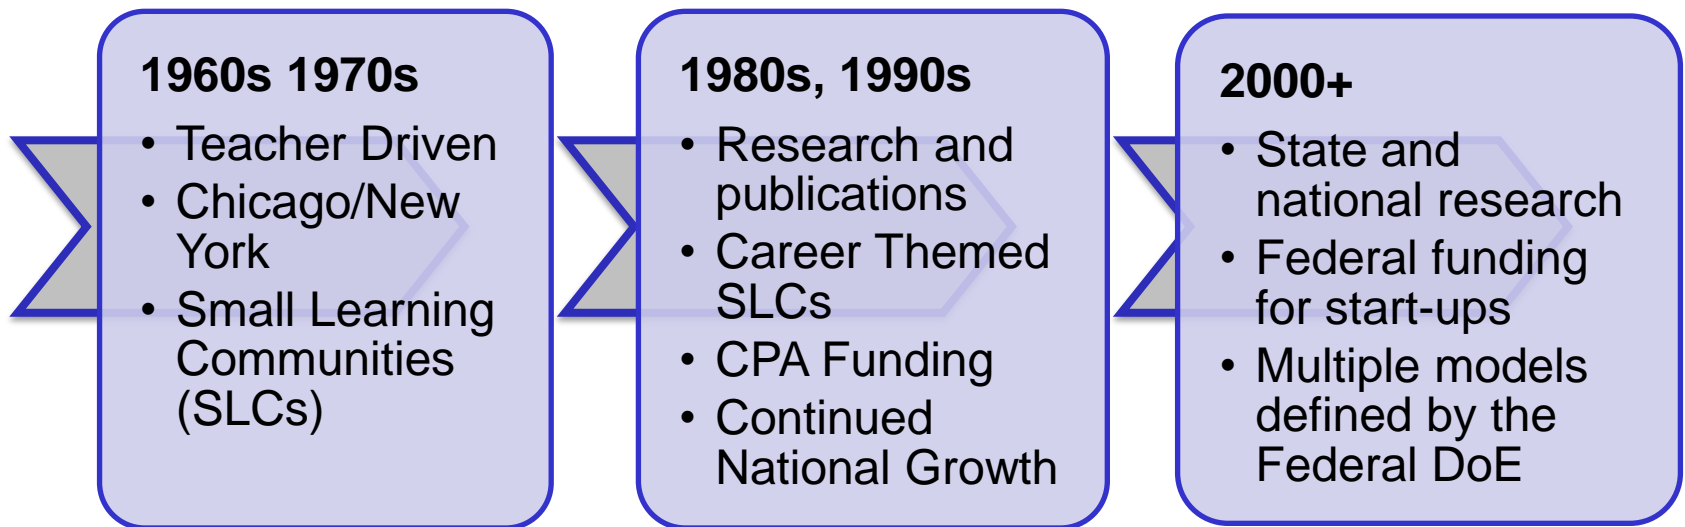 1960s 1970s
• Teacher Driven
• Chicago/New
York
• Small Learning
Communities
(SLCs)
1980s, 1990s
• Research and
publications
• Career Themed
SLCs
• CPA Funding
• Continued
National Growth
2000+
• State and
national research
• Federal funding
for start-ups
• Multiple models
defined by the
Federal DoE